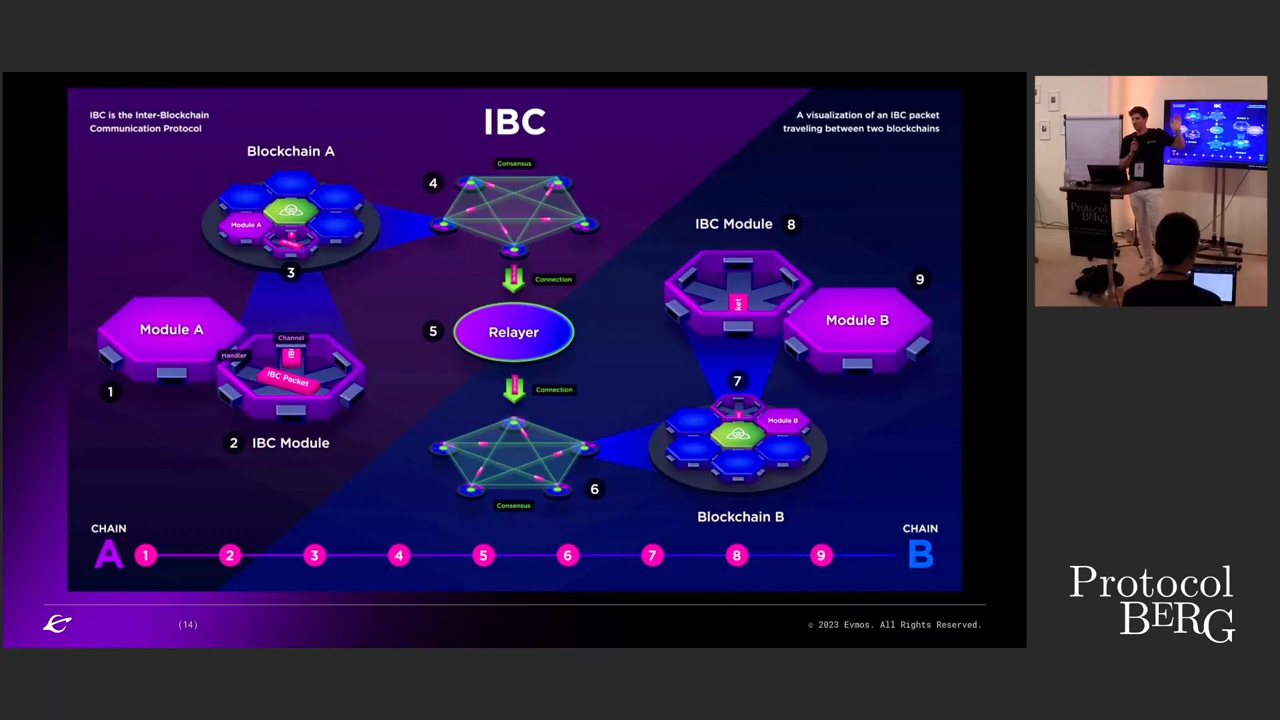 IBC is the Inter-Blockchain
Communication Protocol
IBC
A visualization of an IBC packet
traveling between two blockchains
Blockchain A
Module A
3
Consensus
4
Connection
5
Relayer
Connection
Consensus
6
Module A
1
Handler
Channel
IBC Packet
2 IBC Module
IBC Module 8
ket
9
Module B
7
Module B
Blockchain B
CHAIN
A
1 2 3 4 5 6 7 8 9
CHAIN
B
(14)
© 2023 Evmos. All Rights Reserved.
Protocol
BERG
Protocol
BERG